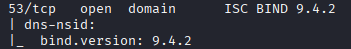 53/tcp   open  domain      ISC BIND 9.4.2
| dns-nsid:
|_  bind.version: 9.4.2